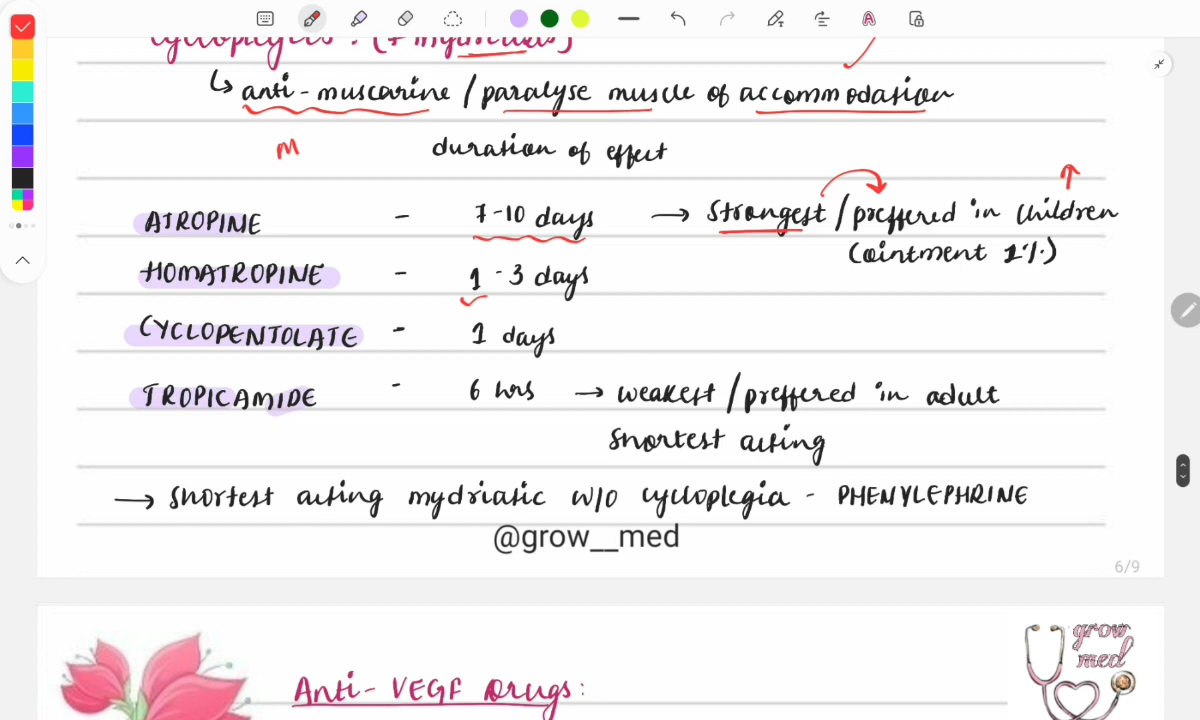 cycloplegics : (+ mydriasis)
↳ anti-muscarine / paralyse muscle of accommodation
M
duration of effect
ATROPINE - 7-10 days → strongest / preffered in children
(ointment 1%)
HOMATROPINE - 1 - 3 days
CYCLOPENTOLATE - 1 days
TROPICAMIDE - 6 hrs → weakest / preffered in adult
shortest acting
→ shortest acting mydriatic w/o cycloplegia - PHENYLEPHRINE
@grow__med
6/9
grow
med
Anti-VEGF Drugs: